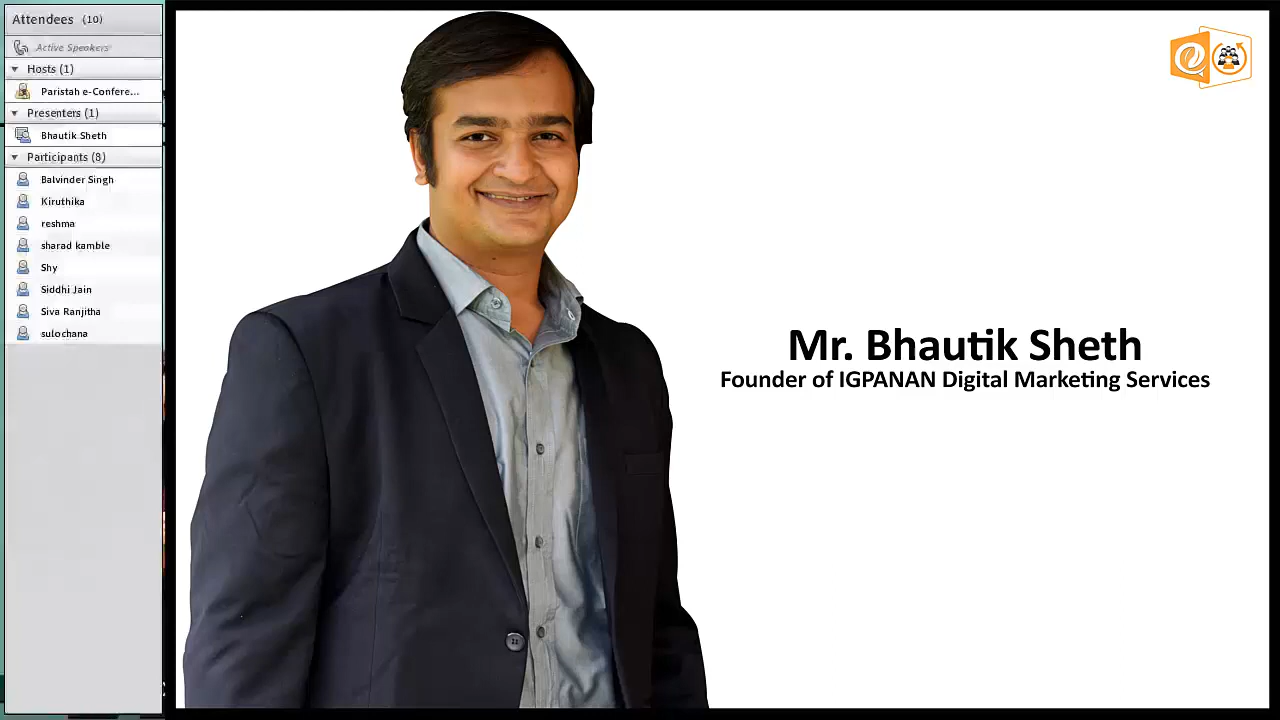 Attendees (10)
Active Speakers
Hosts (1)
Paristah e-Confere...
Presenters (1)
Bhautik Sheth
Participants (8)
Balvinder Singh
Kiruthika
reshma
sharad kamble
Shy
Siddhi Jain
Siva Ranjitha
sulochana
Mr. Bhautik Sheth
Founder of IGPANAN Digital Marketing Services